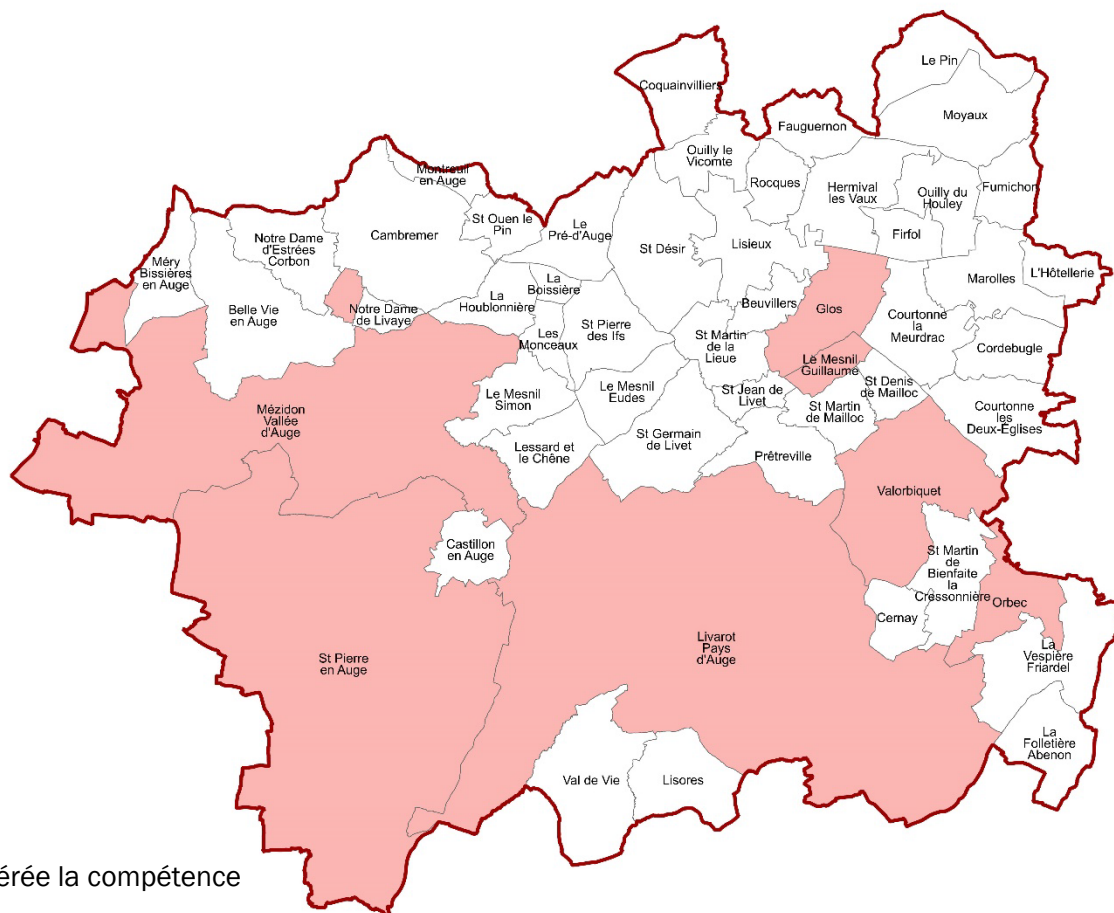 Le Pin
Coquainvilliers
Moyaux
Fauguernon
Ouilly le
Vicomte
Montreuil
en Auge
Rocques
Hermival
les Vaux
Ouilly du
Houley
Fumichon
St Ouen le
Pin
Le
Pré-d'Auge
Cambremer
Notre Dame
d'Estrées
Corbon
St Désir
Lisieux
Firfol
Méry
Bissières
en Auge
Marolles
L'Hôtellerie
La
Boissière
La
Houblonnière
Beuvillers
Belle Vie
en Auge
Notre Dame
de Livaye
Glos
Courtonne
la
Meurdrac
Les
Monceaux
St Pierre
des Ifs
St Martin
de la
Lieue
Cordebugle
Le Mesnil
Guillaume
St Denis
de Mailloc
Le Mesnil
Simon
Le Mesnil
Eudes
St Jean de
Livet
St Martin
de Mailloc
Courtonne
les
Deux-Églises
Mézidon
Vallée
d'Auge
St Germain
de Livet
Lessard et
le Chêne
Prêtreville
Valorbiquet
Castillon
en Auge
St Martin
de
Bienfaite
la
Cressonnière
Orbec
Cernay
Livarot
Pays
d'Auge
La
Vespière
Friardel
St Pierre
en Auge
La
Folletière
Abenon
Val de Vie
Lisores
érée la compétence